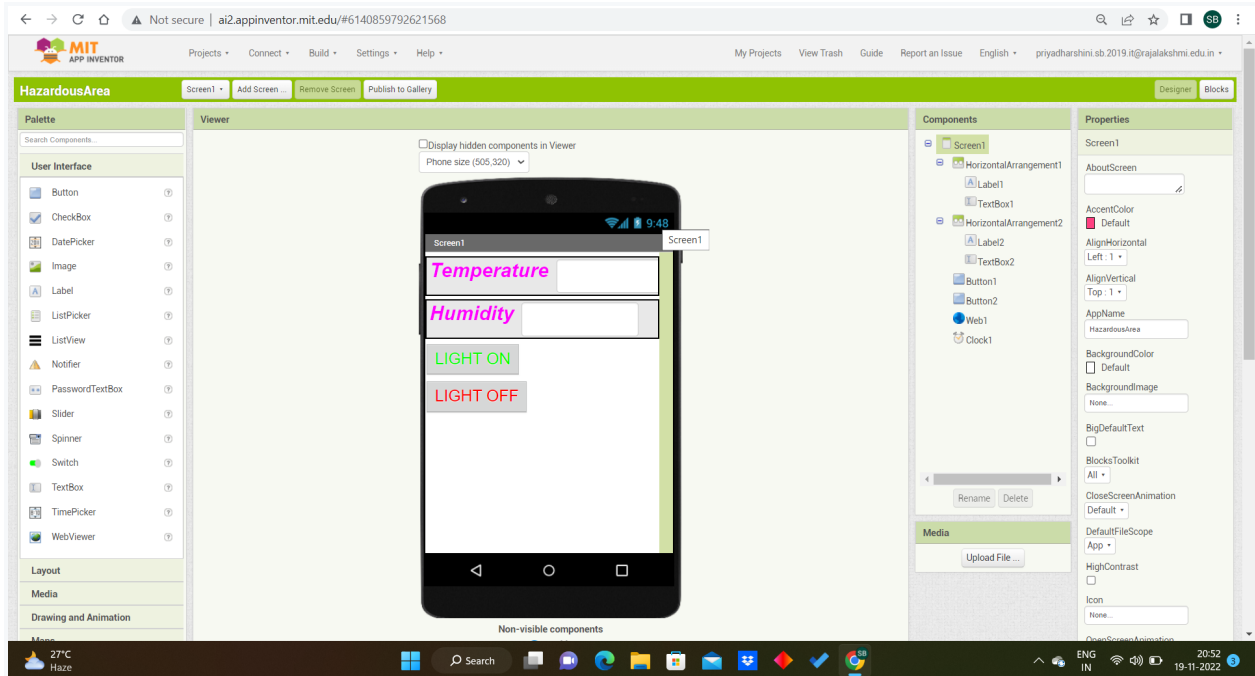 Not secure | ai2.appinventor.mit.edu/#6140859792621568
SB
MIT
APP INVENTOR
Projects Connect Build Settings Help
My Projects View Trash Guide Report an Issue English priyadharshini.sb.2019.it@rajalakshmi.edu.in
HazardousArea
Screen1 Add Screen ... Remove Screen Publish to Gallery
Designer Blocks
Palette
Search Components...
User Interface
Button
CheckBox
DatePicker
Image
Label
ListPicker
ListView
Notifier
PasswordTextBox
Slider
Spinner
Switch
TextBox
TimePicker
WebViewer
Layout
Media
Drawing and Animation
Maps
Viewer
Display hidden components in Viewer
Phone size (505,320)
9:48
Screen1
Screen1
Temperature
Humidity
LIGHT ON
LIGHT OFF
Non-visible components
Components
Screen1
HorizontalArrangement1
Label1
TextBox1
HorizontalArrangement2
Label2
TextBox2
Button1
Button2
Web1
Clock1
Rename Delete
Media
Upload File ...
Properties
Screen1
AboutScreen
AccentColor
Default
AlignHorizontal
Left : 1
AlignVertical
Top : 1
AppName
HazardousArea
BackgroundColor
Default
BackgroundImage
None...
BigDefaultText
BlocksToolkit
All
CloseScreenAnimation
Default
DefaultFileScope
App
HighContrast
Icon
None...
OpenScreenAnimation
27°C
Haze
Search
SB
ENG
IN
20:52
19-11-2022
3